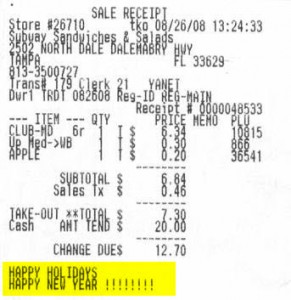 SALE RECEIPT
Store #26710 tko 08/26/08 13:24:33
Subway Sandwiches & Salads
2502 NORTH DALE DALEMABRY HWY
TAMPA FL 33629
813-3500727
Trans# 179 Clerk 21 YANET
Dwr1 TRDT 082608 Reg-ID REG-MAIN
Receipt # 0000048533
--- ITEM --- QTY PRICE MEMO PLU
CLUB-MD 6r 1 T $ 6.34 10815
Up Med->WB 1 T $ 0.30 866
APPLE 1 T $ 0.20 36541
SUBTOTAL $ 6.84
Sales Tx $ 0.46
TAKE-OUT **TOTAL $ 7.30
Cash AMT TEND $ 20.00
CHANGE DUE$ 12.70
HAPPY HOLIDAYS
HAPPY NEW YEAR !!!!!!!!